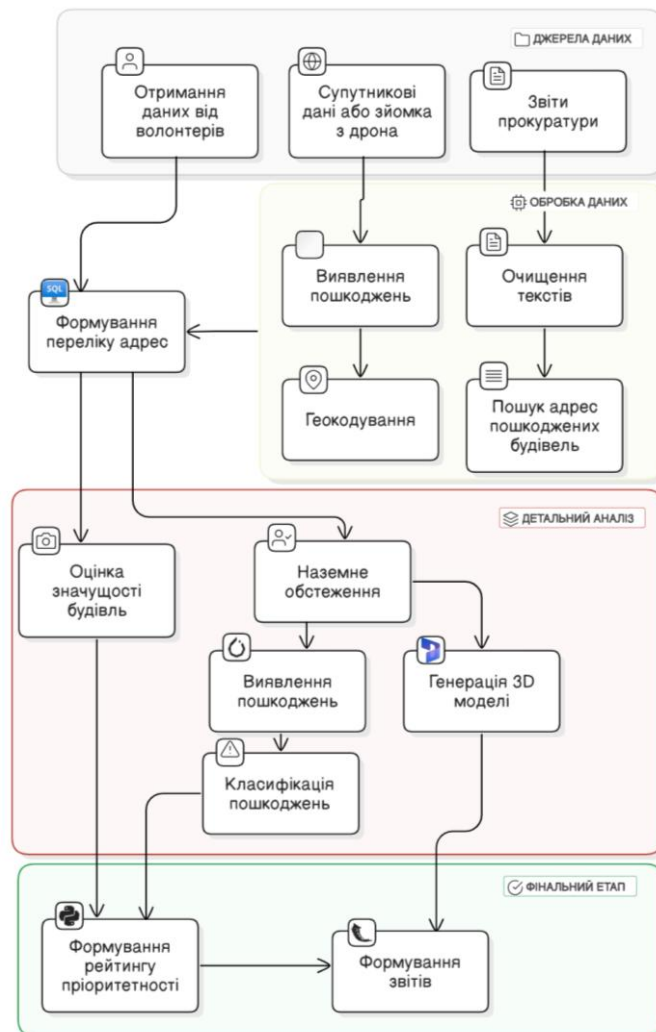 ДЖЕРЕЛА ДАНИХ
Отримання
даних від
волонтерів
Супутникові
дані або зйомка
з дрона
Звіти
прокуратури
ОБРОБКА ДАНИХ
SQL
Формування
переліку адрес
Виявлення
пошкоджень
Очищення
текстів
Геокодування
Пошук адрес
пошкоджених
будівель
ДЕТАЛЬНИЙ АНАЛІЗ
Оцінка
значущості
будівль
Наземне
обстеження
Виявлення
пошкоджень
Генерація 3D
моделі
Класифікація
пошкоджень
ФІНАЛЬНИЙ ЕТАП
Формування
рейтингу
пріоритетності
Формування
звітів